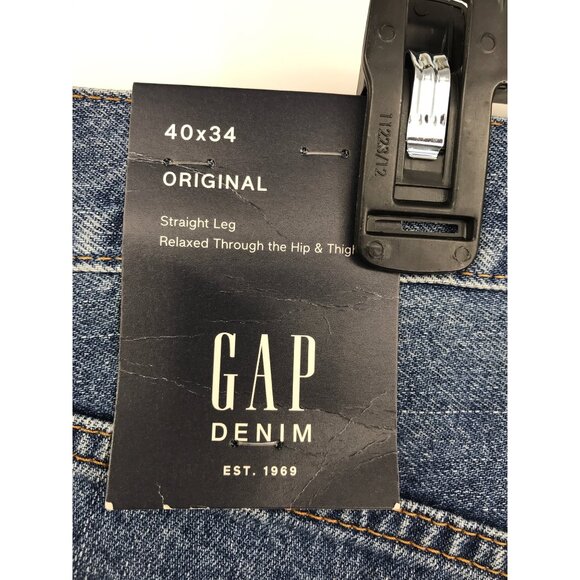 40x34
ORIGINAL
Straight Leg
Relaxed Through the Hip & Thigh
GAP
DENIM
EST. 1969
11223/12